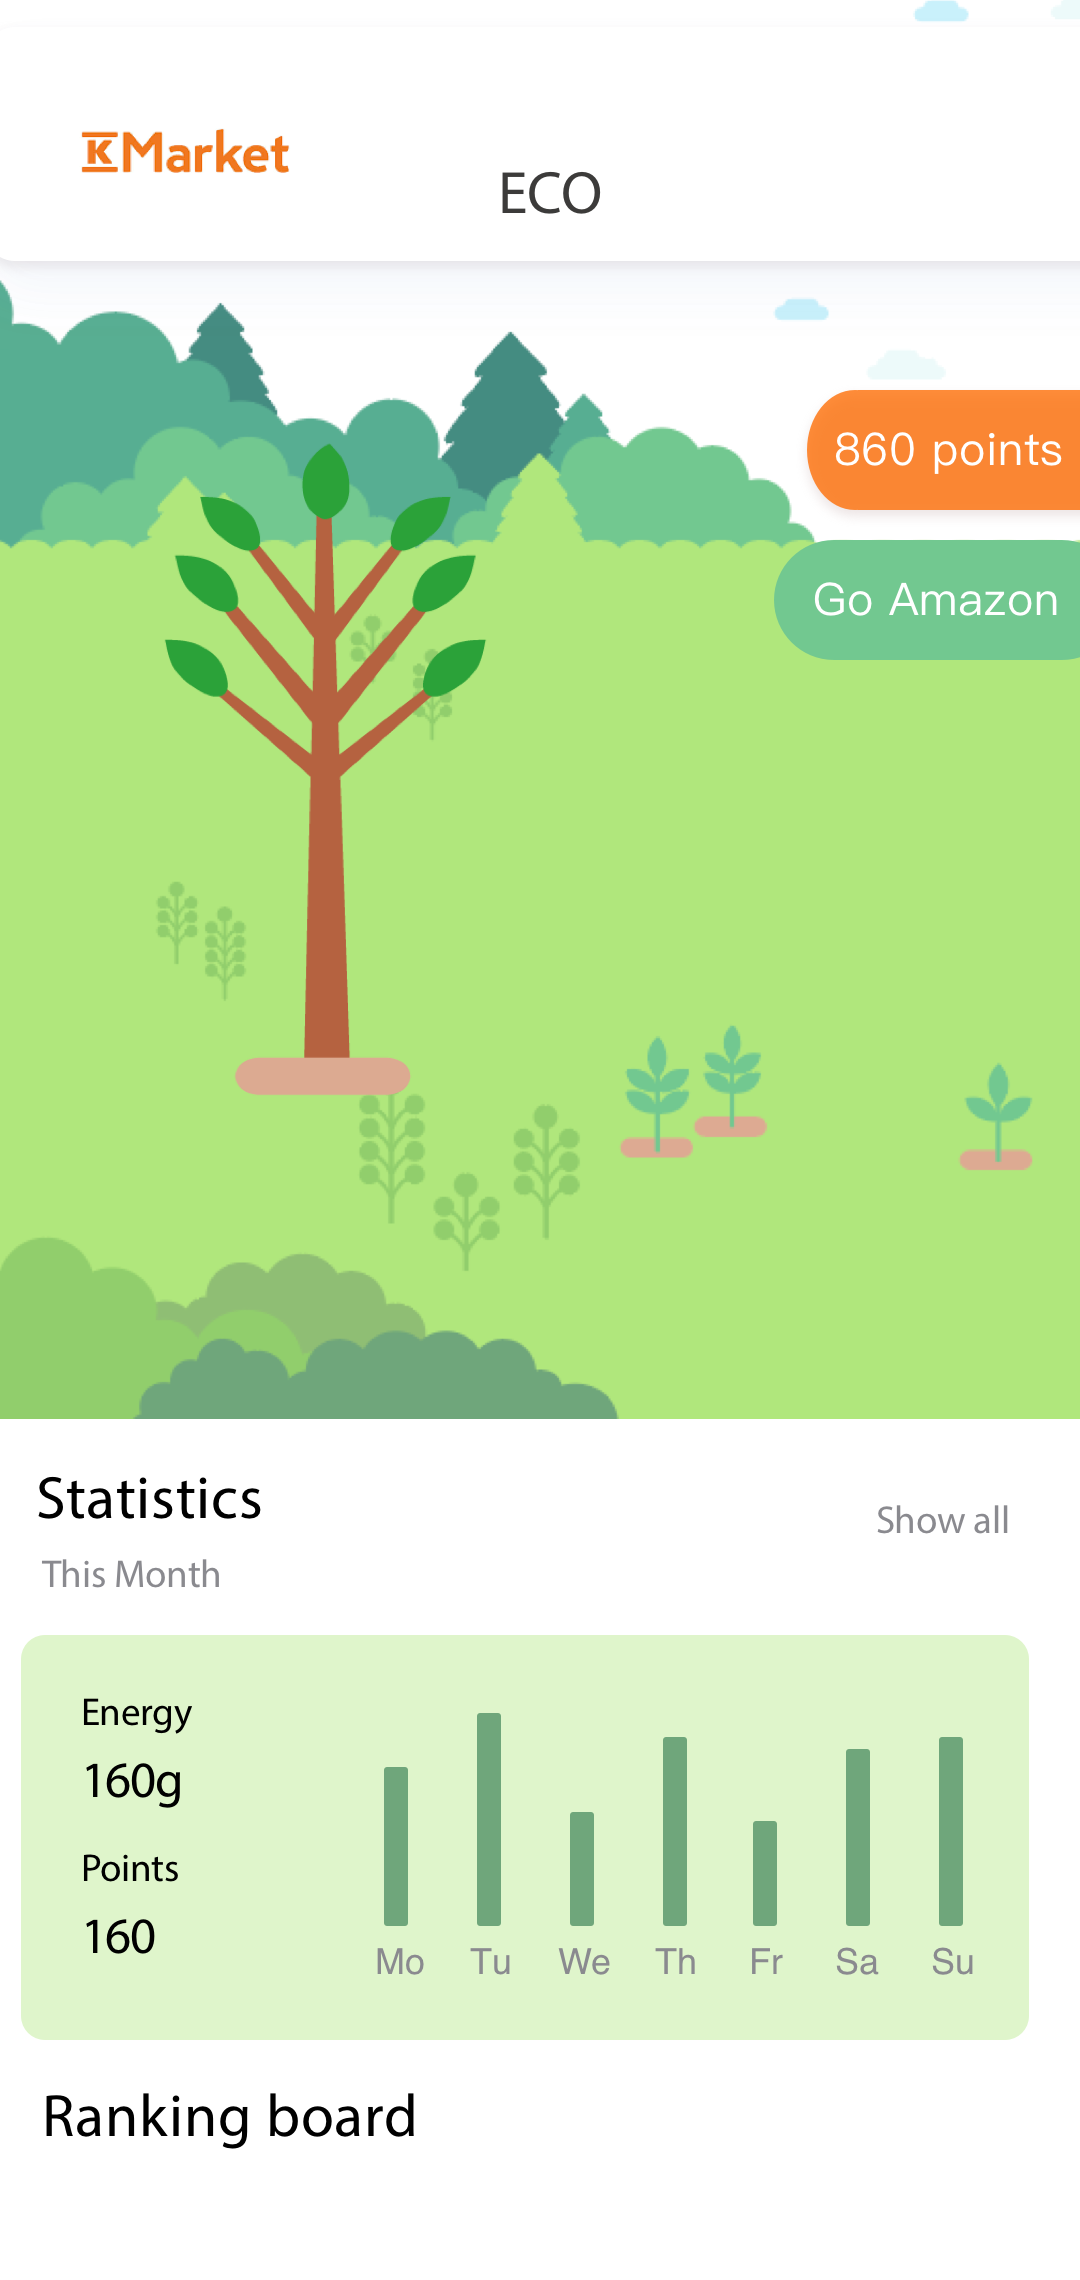 KMarket
ECO
860 points
Go Amazon
Statistics
Show all
This Month
Energy
160g
Points
160
Mo Tu We Th Fr Sa Su
Ranking board